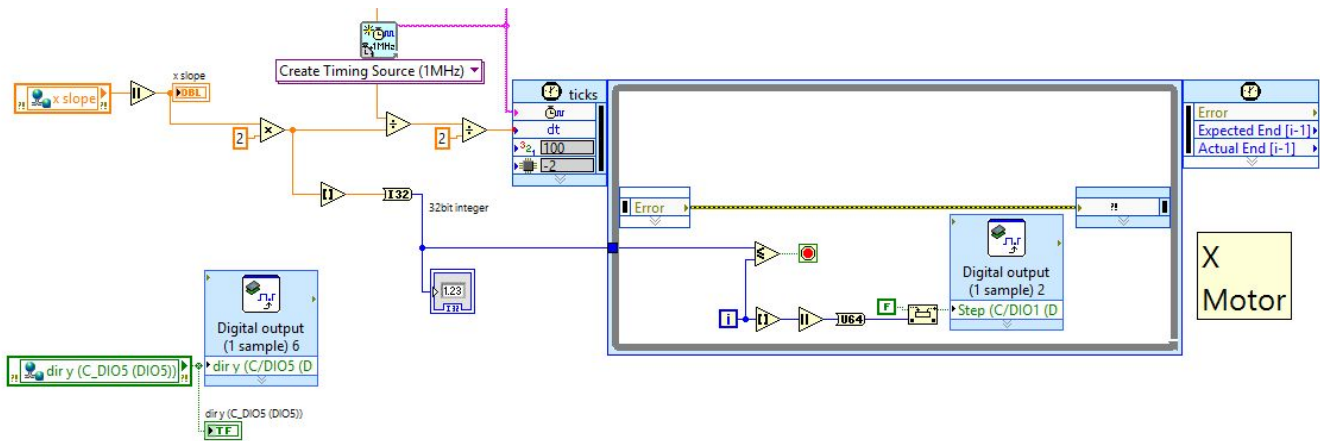 1MHz
Create Timing Source (1MHz)
x slope
x slope
DBL
2
2
I32
32bit integer
1.23
I32
ticks
dt
100
-2
Error
Expected End [i-1]
Actual End [i-1]
Error
?!
i
U64
F
Digital output
(1 sample) 2
Step (C/DIO1 (D
X
Motor
Digital output
(1 sample) 6
dir y (C/DIO5 (D
dir y (C_DIO5 (DIO5))
dir y (C_DIO5 (DIO5))
TF